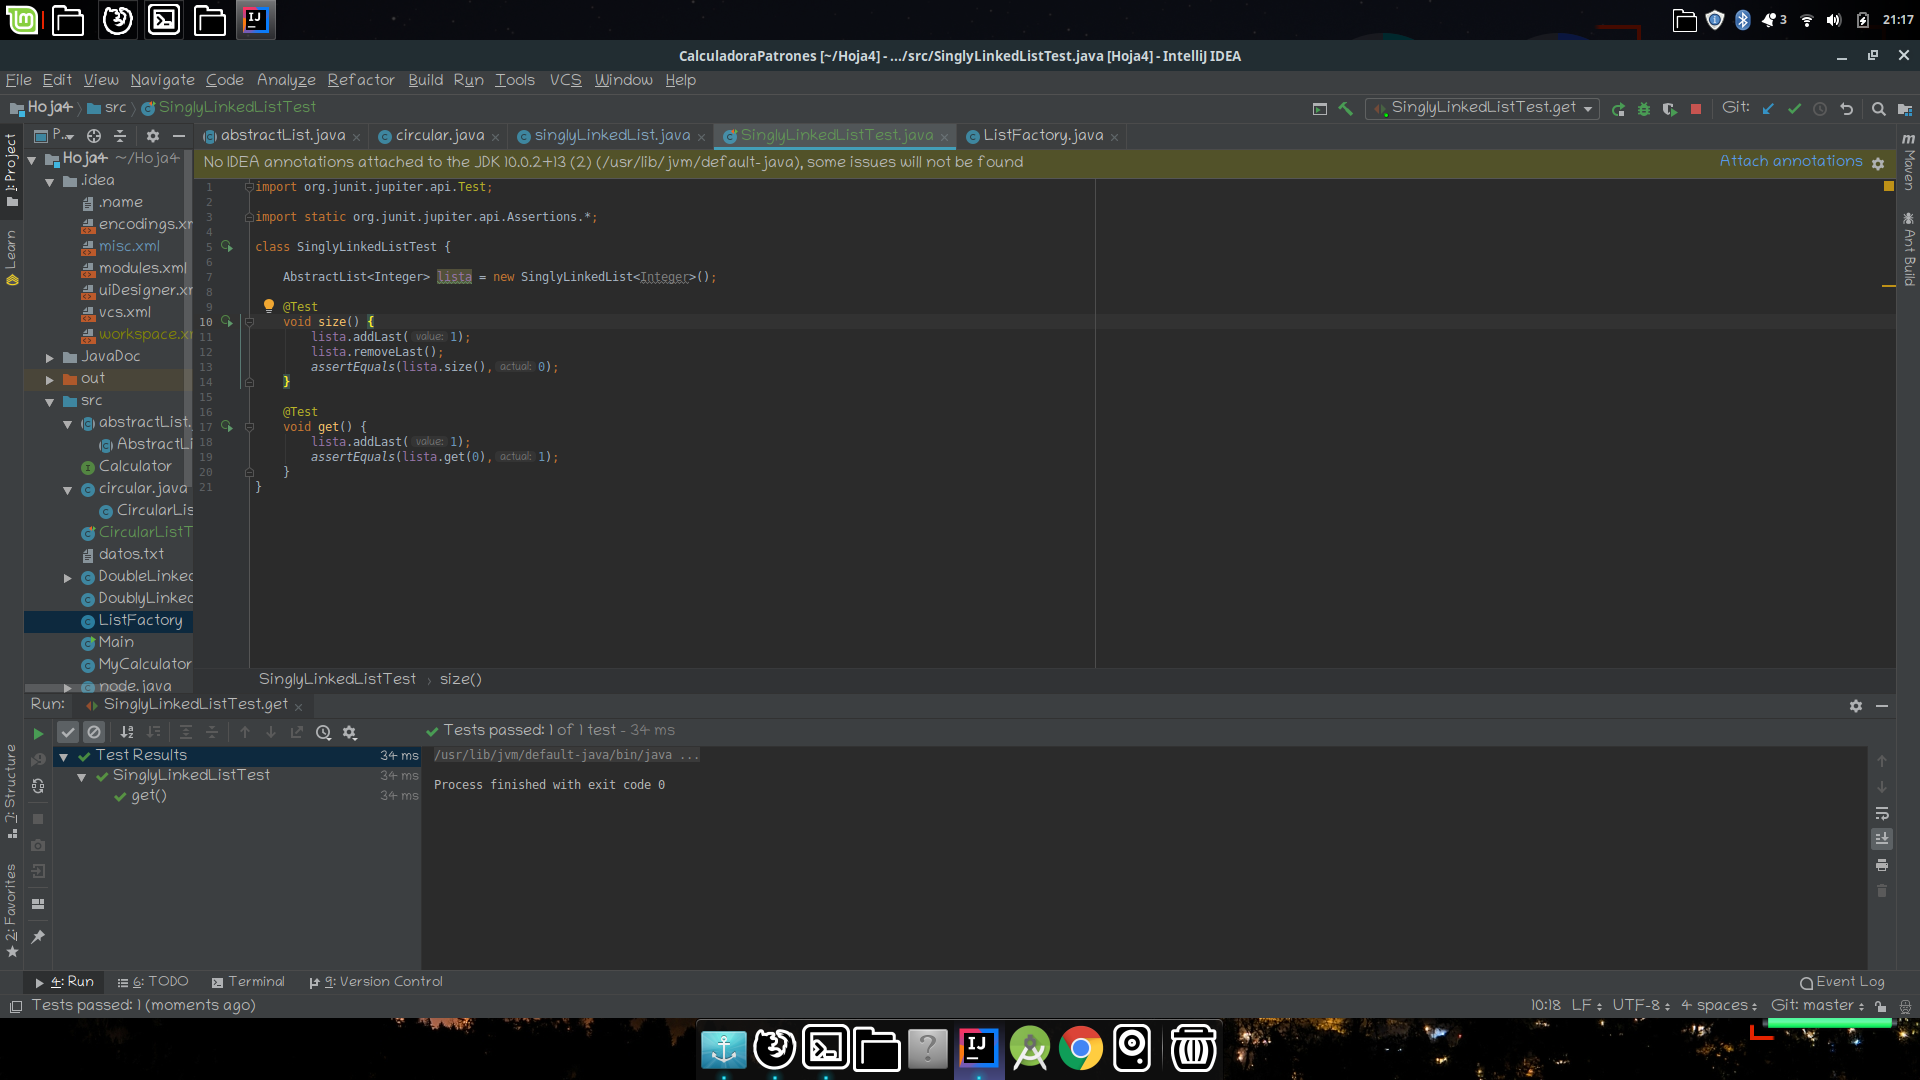 3
21:17
CalculadoraPatrones [~/Hoja4] - .../src/SinglyLinkedListTest.java [Hoja4] - IntelliJ IDEA
File Edit View Navigate Code Analyze Refactor Build Run Tools VCS Window Help
Hoja4 src SinglyLinkedListTest
SinglyLinkedListTest.get
Git:
1: Project
Learn
7: Structure
2: Favorites
P..
Hoja4 ~/Hoja4
.idea
.name
encodings.xm
misc.xml
modules.xml
uiDesigner.xm
vcs.xml
workspace.xm
JavaDoc
out
src
abstractList.
AbstractLi
Calculator
circular.java
CircularLis
CircularListT
datos.txt
DoubleLinked
DoublyLinked
ListFactory
Main
MyCalculator
node.java
abstractList.java circular.java singlyLinkedList.java SinglyLinkedListTest.java ListFactory.java
No IDEA annotations attached to the JDK 10.0.2+13 (2) (/usr/lib/jvm/default-java), some issues will not be found
Attach annotations
1 import org.junit.jupiter.api.Test;
2
3 import static org.junit.jupiter.api.Assertions.*;
4
5 class SinglyLinkedListTest {
6
7 AbstractList<Integer> lista = new SinglyLinkedList<Integer>();
8
9 @Test
10 void size() {
11 lista.addLast( value: 1);
12 lista.removeLast();
13 assertEquals(lista.size(), actual: 0);
14 }
15
16 @Test
17 void get() {
18 lista.addLast( value: 1);
19 assertEquals(lista.get(0), actual: 1);
20 }
21 }
SinglyLinkedListTest › size()
Maven
Ant Build
Run: SinglyLinkedListTest.get
Tests passed: 1 of 1 test - 34 ms
Test Results 34 ms
SinglyLinkedListTest 34 ms
get() 34 ms
/usr/lib/jvm/default-java/bin/java ...
Process finished with exit code 0
4: Run 6: TODO Terminal 9: Version Control
Event Log
Tests passed: 1 (moments ago)
10:18 LF UTF-8 4 spaces Git: master
IJ